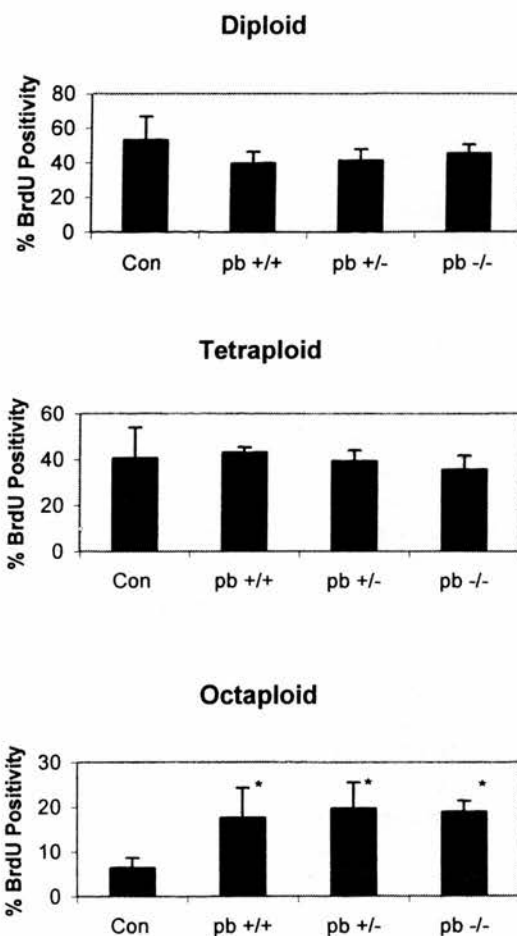 Diploid
% BrdU Positivity
80
60
40
20
0
Con pb +/+ pb +/- pb -/-
Tetraploid
% BrdU Positivity
60
40
20
0
Con pb +/+ pb +/- pb -/-
Octaploid
% BrdU Positivity
30
20
10
0
* * *
Con pb +/+ pb +/- pb -/-